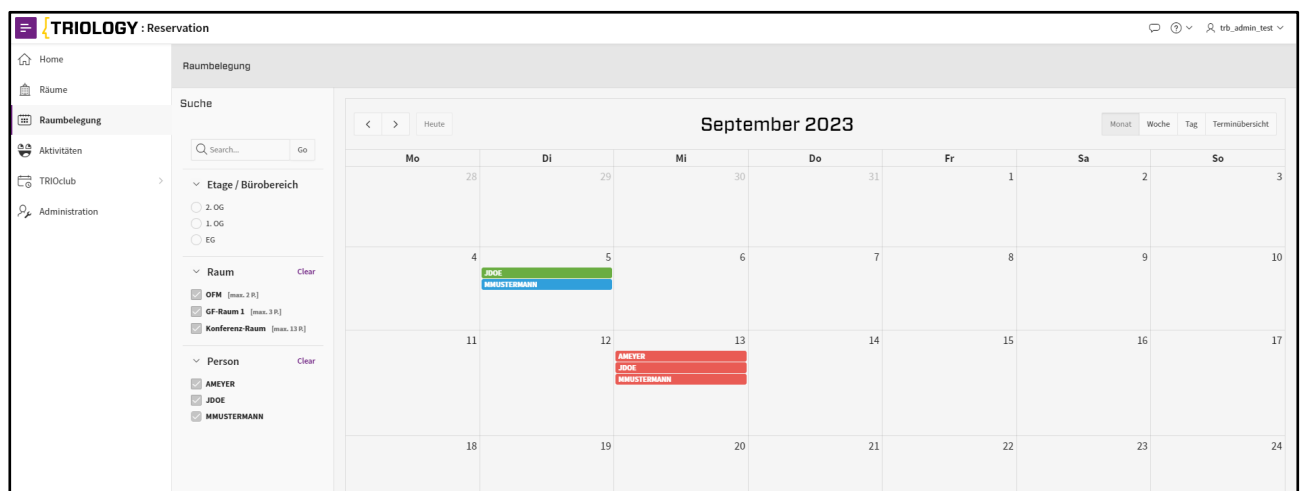 TRIOLOGY : Reservation
trb_admin_test
Home
Räume
Raumbelegung
Aktivitäten
TRIOclub
Administration
Raumbelegung
Suche
Search...
Go
Etage / Bürobereich
2. OG
1. OG
EG
Raum Clear
OFM [max. 2 P.]
GF-Raum 1 [max. 3 P.]
Konferenz-Raum [max. 13 P.]
Person Clear
AMEYER
JDOE
MMUSTERMANN
Heute
September 2023
Monat Woche Tag Terminübersicht
Mo Di Mi Do Fr Sa So
28 29 30 31 1 2 3
4 5 6 7 8 9 10
JDOE
MMUSTERMANN
11 12 13 14 15 16 17
AMEYER
JDOE
MMUSTERMANN
18 19 20 21 22 23 24